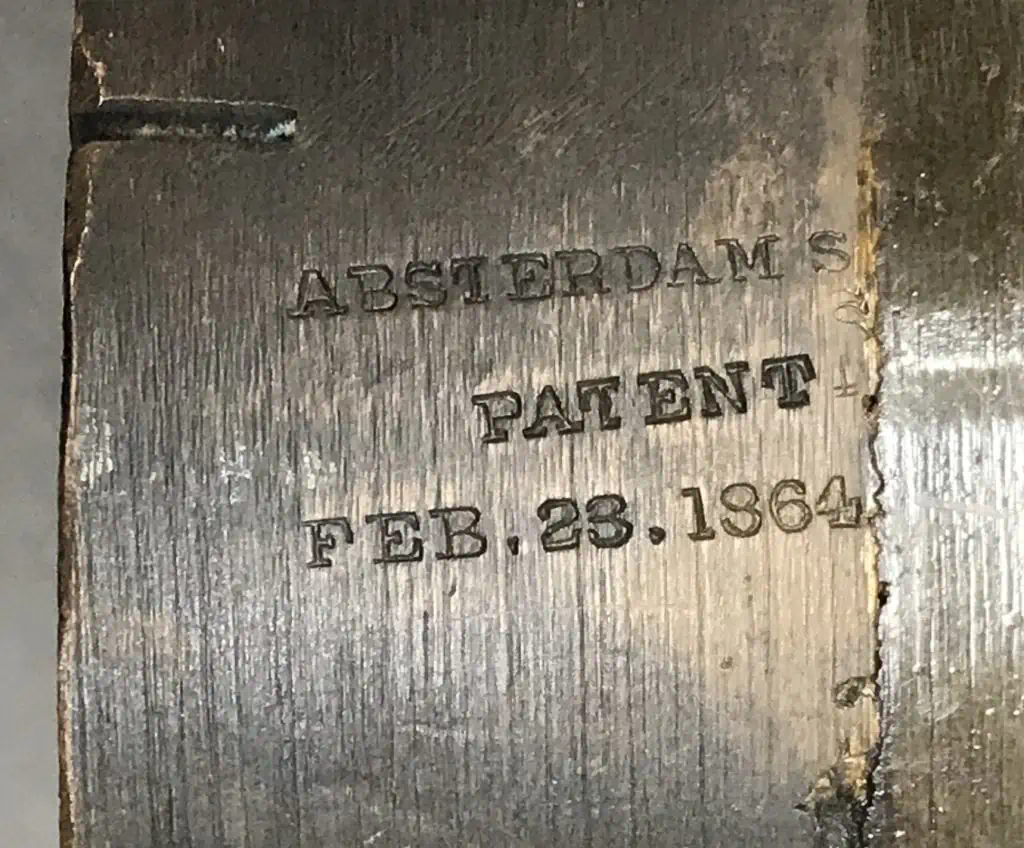 ABSTERDAM S
PATENT
FEB. 23. 1864